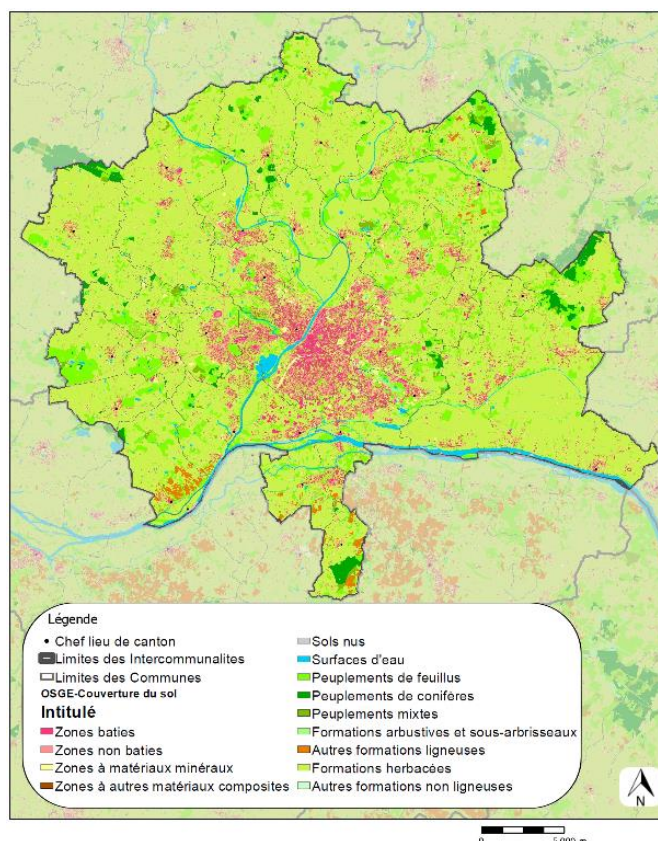 Légende
Chef lieu de canton
Limites des Intercommunalites
Limites des Communes
OSGE-Couverture du sol
Intitulé
Zones baties
Zones non baties
Zones à matériaux minéraux
Zones à autres matériaux composites
Sols nus
Surfaces d'eau
Peuplements de feuillus
Peuplements de conifères
Peuplements mixtes
Formations arbustives et sous-arbrisseaux
Autres formations ligneuses
Formations herbacées
Autres formations non ligneuses
N
0 5 000 m